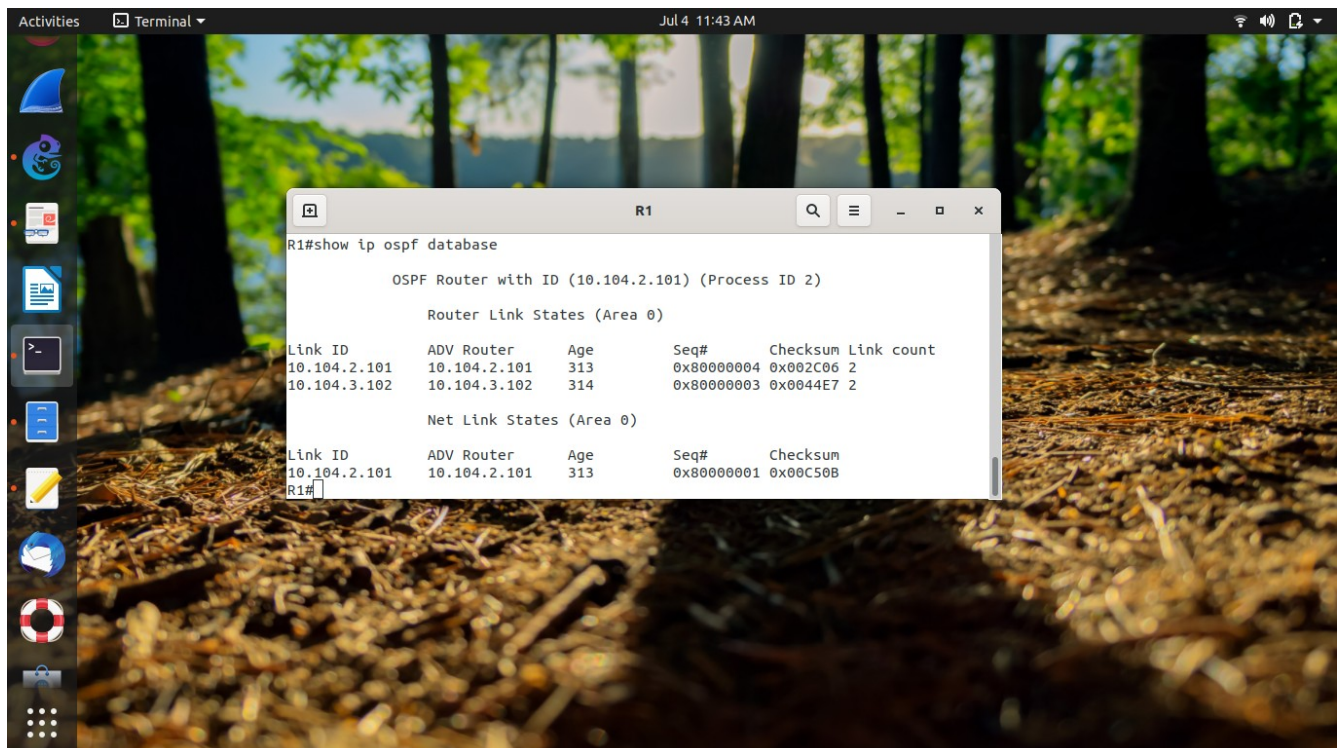 Activities Terminal Jul 4 11:43 AM
R1
R1#show ip ospf database
OSPF Router with ID (10.104.2.101) (Process ID 2)
Router Link States (Area 0)
Link ID ADV Router Age Seq# Checksum Link count
10.104.2.101 10.104.2.101 313 0x80000004 0x002C06 2
10.104.3.102 10.104.3.102 314 0x80000003 0x0044E7 2
Net Link States (Area 0)
Link ID ADV Router Age Seq# Checksum
10.104.2.101 10.104.2.101 313 0x80000001 0x00C50B
R1#